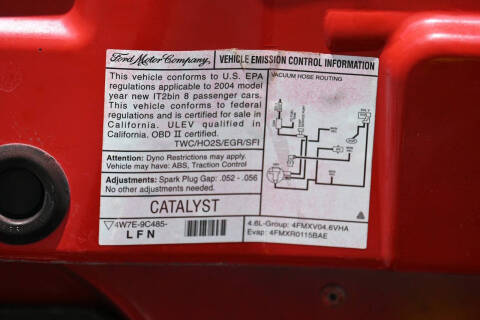 Ford Motor Company,
VEHICLE EMISSION CONTROL INFORMATION
This vehicle conforms to U.S. EPA
regulations applicable to 2004 model
year new IT2bin 8 passenger cars.
This vehicle conforms to federal
regulations and is certified for sale in
California. ULEV qualified in
California. OBD II certified.
TWC/HO2S/EGR/SFI
Attention: Dyno Restrictions may apply.
Vehicle may have: ABS, Traction Control
Adjustments: Spark Plug Gap: .052 - .056
No other adjustments needed.
CATALYST
4W7E-9C485-
LFN
VACUUM HOSE ROUTING
4.6L-Group: 4FMXV04.6VHA
Evap: 4FMXR0115BAE